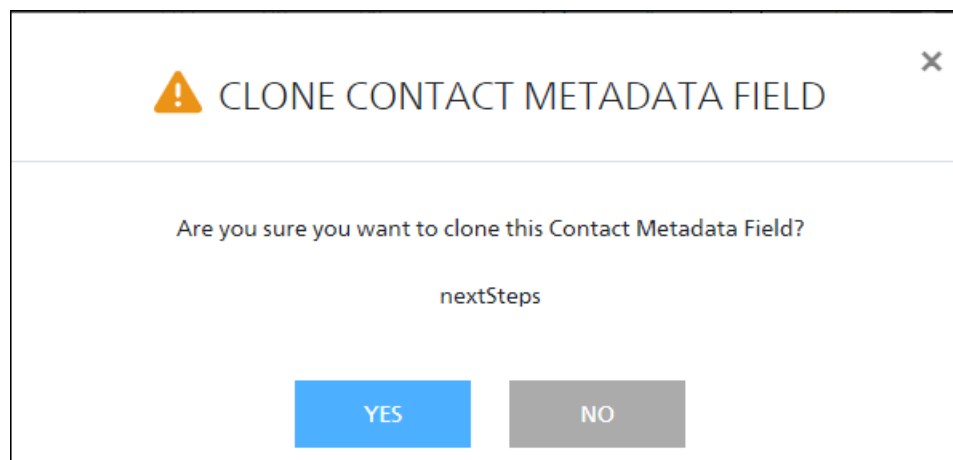 CLONE CONTACT METADATA FIELD
Are you sure you want to clone this Contact Metadata Field?
nextSteps
YES
NO